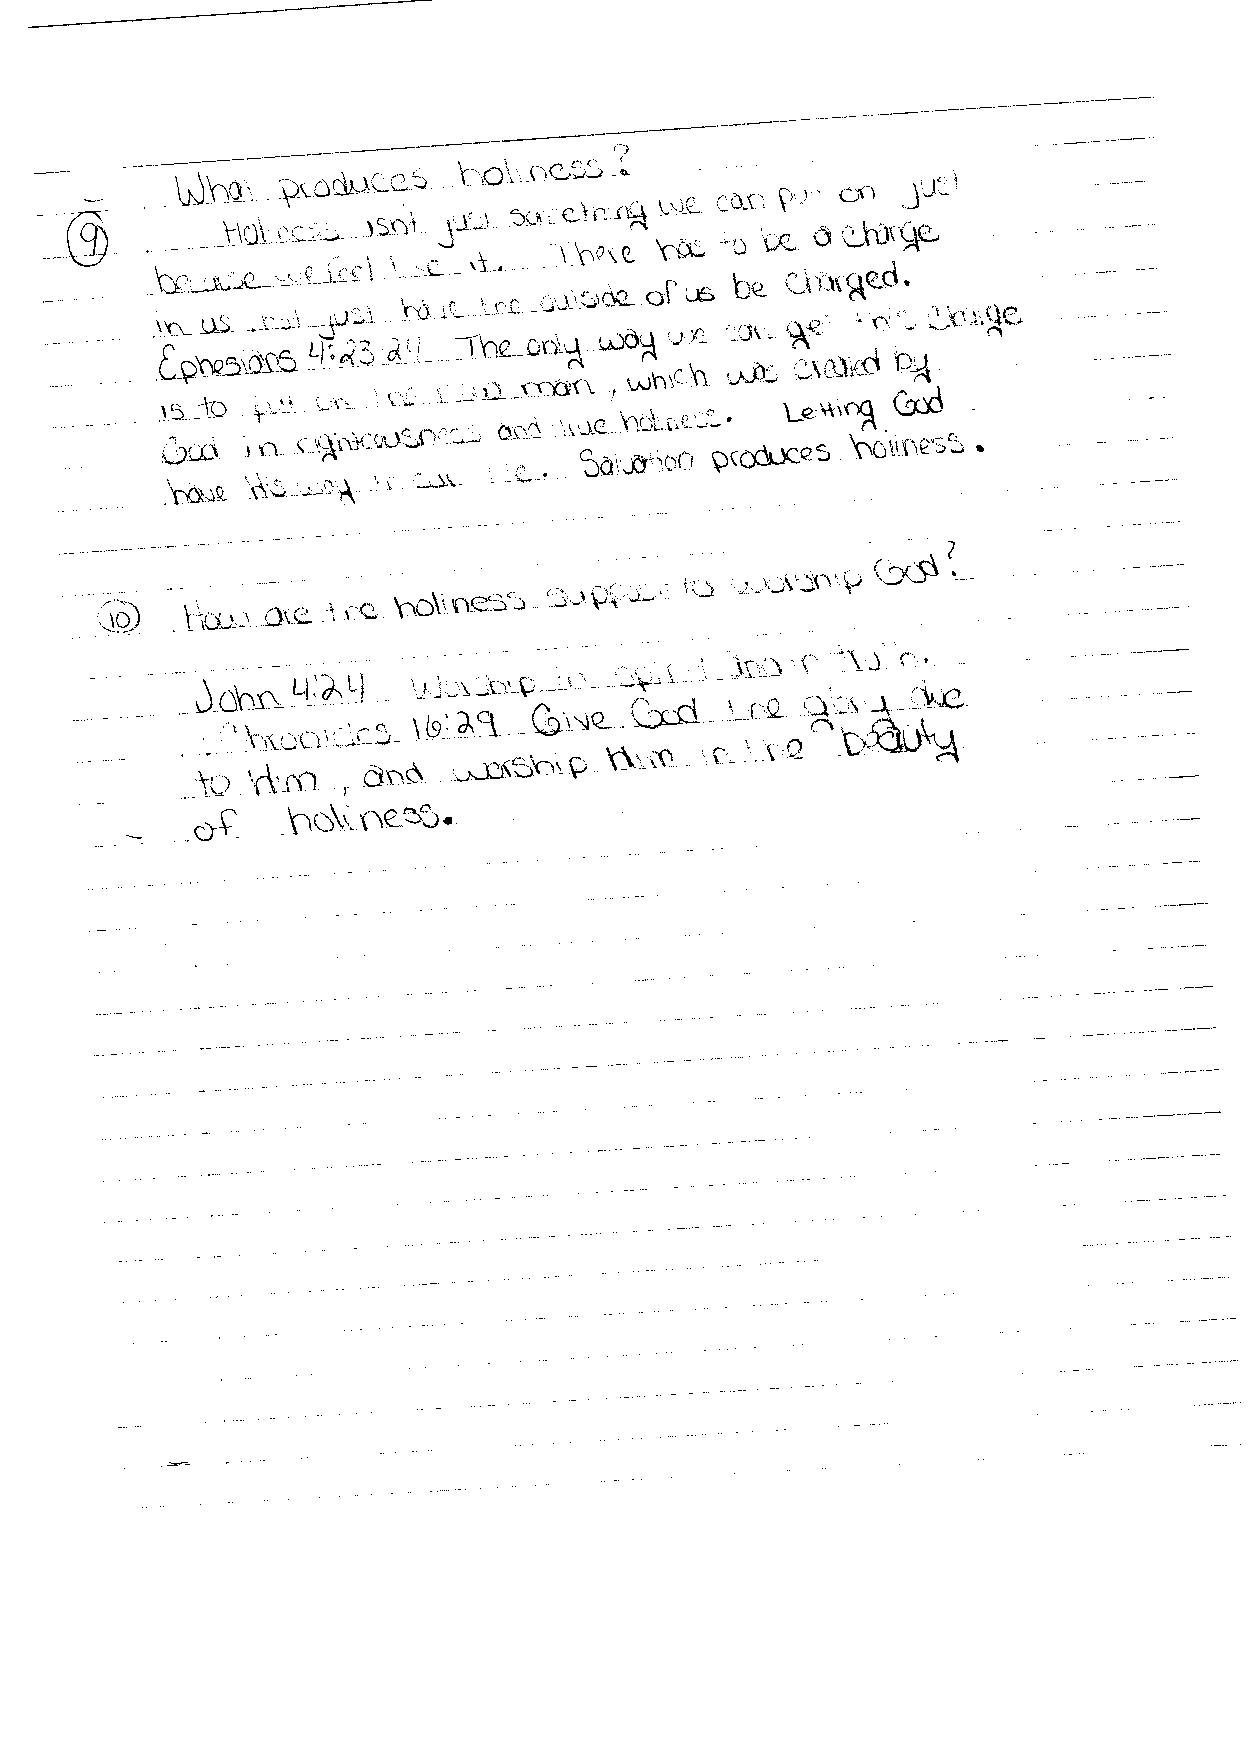 What produces holiness?
⑨ Holiness isn't just something we can put on just
because we feel like it. There has to be a change
in us not just have the outside of us be changed.
Ephesians 4:23-24 The only way we can get this change
is to put on the new man, which was created by
God in righteousness and true holiness. Letting God
have His way in our life. Salvation produces holiness.
⑩ How are the holiness suppose to worship God?
John 4:24 Worship in spirit and in truth.
Chronicles 16:29 Give God the glory due
to Him, and worship Him in the beauty
of holiness.